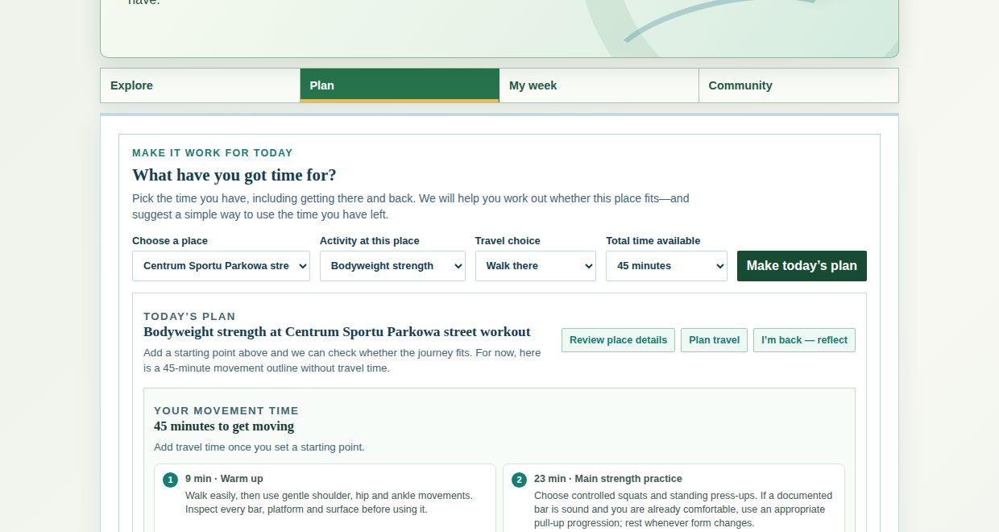 have.
Explore
Plan
My week
Community
MAKE IT WORK FOR TODAY
What have you got time for?
Pick the time you have, including getting there and back. We will help you work out whether this place fits—and
suggest a simple way to use the time you have left.
Choose a place
Activity at this place
Travel choice
Total time available
Centrum Sportu Parkowa stre
Bodyweight strength
Walk there
45 minutes
Make today’s plan
TODAY’S PLAN
Bodyweight strength at Centrum Sportu Parkowa street workout
Add a starting point above and we can check whether the journey fits. For now, here
is a 45-minute movement outline without travel time.
Review place details
Plan travel
I’m back — reflect
YOUR MOVEMENT TIME
45 minutes to get moving
Add travel time once you set a starting point.
1
9 min · Warm up
Walk easily, then use gentle shoulder, hip and ankle movements.
Inspect every bar, platform and surface before using it.
2
23 min · Main strength practice
Choose controlled squats and standing press-ups. If a documented
bar is sound and you are already comfortable, use an appropriate
pull-up progression; rest whenever form changes.